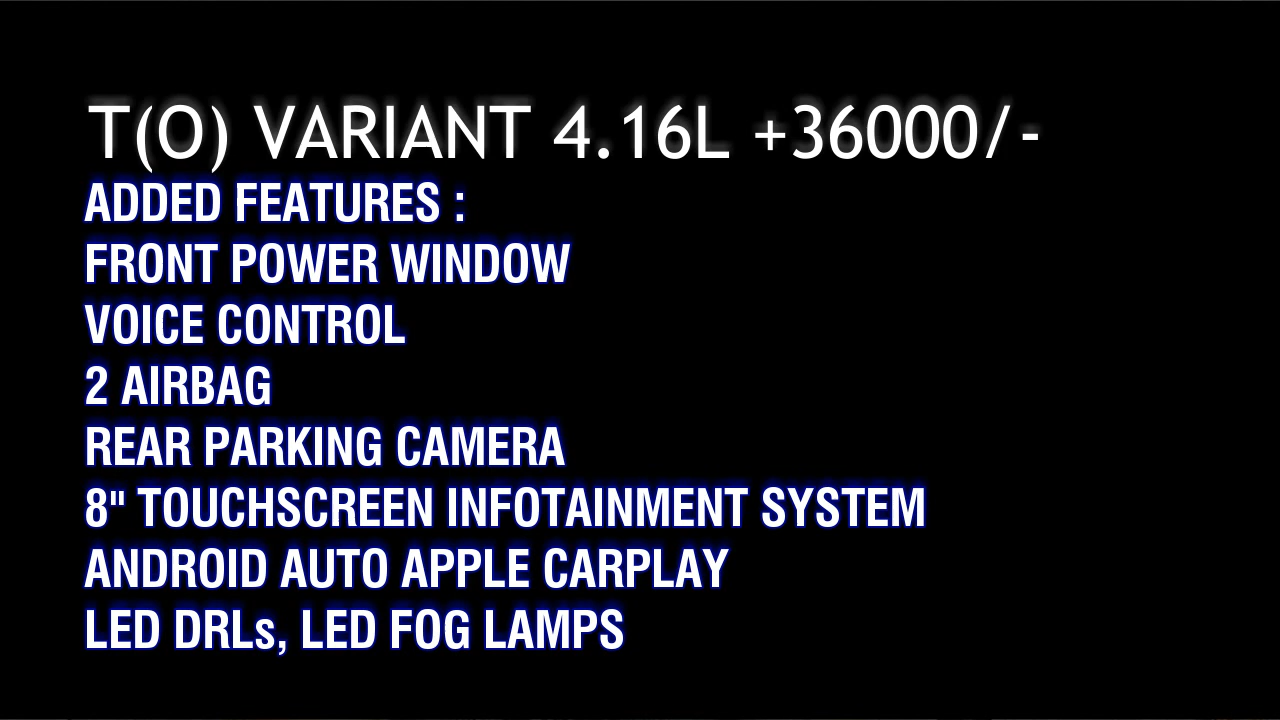 T(O) VARIANT 4.16L +36000/-
ADDED FEATURES :
FRONT POWER WINDOW
VOICE CONTROL
2 AIRBAG
REAR PARKING CAMERA
8" TOUCHSCREEN INFOTAINMENT SYSTEM
ANDROID AUTO APPLE CARPLAY
LED DRLs, LED FOG LAMPS